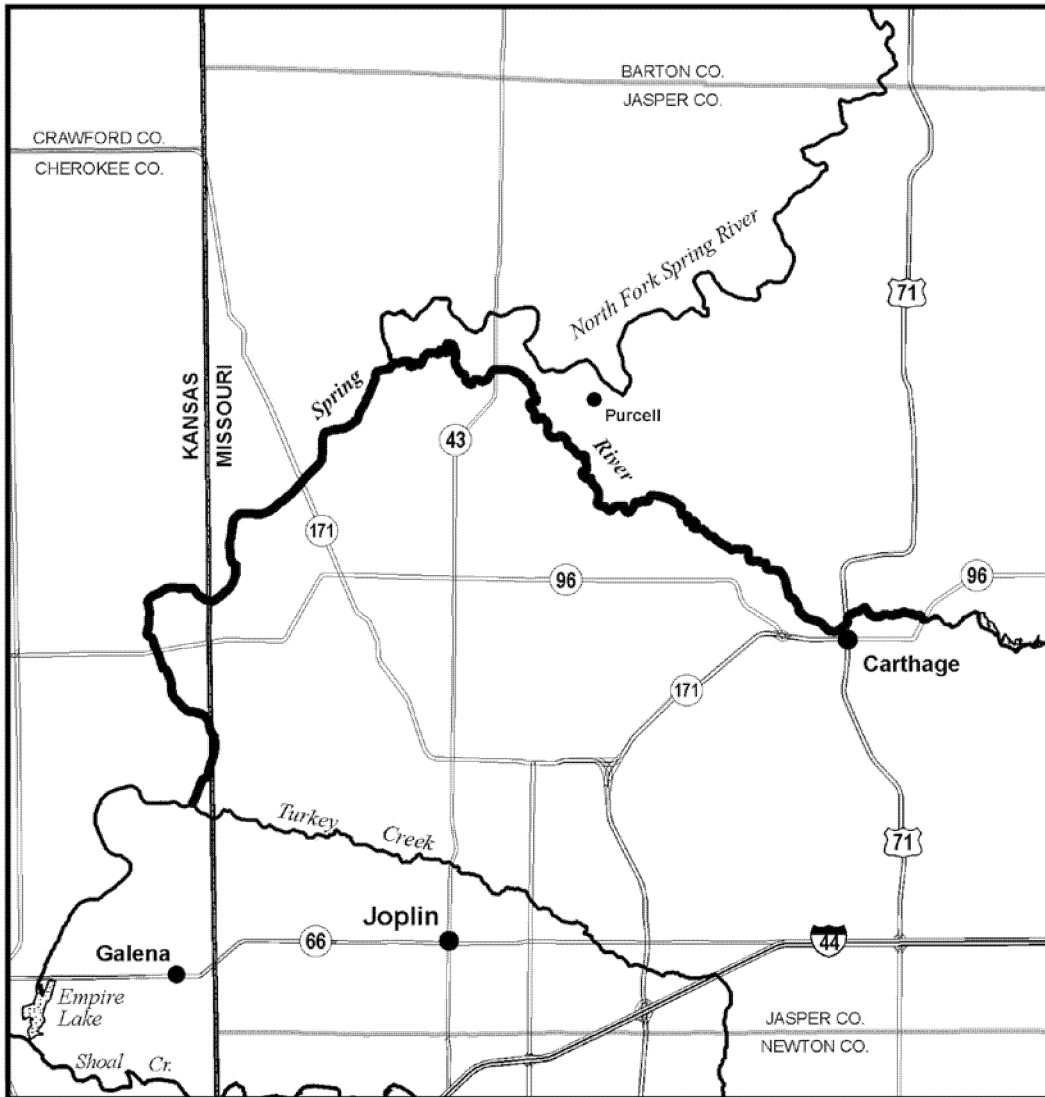 BARTON CO.
JASPER CO.
CRAWFORD CO.
CHEROKEE CO.
North Fork Spring River
71
KANSAS
MISSOURI
Spring
River
Purcell
43
171
96
96
Carthage
171
Turkey Creek
71
Joplin
Galena
66
44
Empire
Lake
JASPER CO.
NEWTON CO.
Shoal Cr.